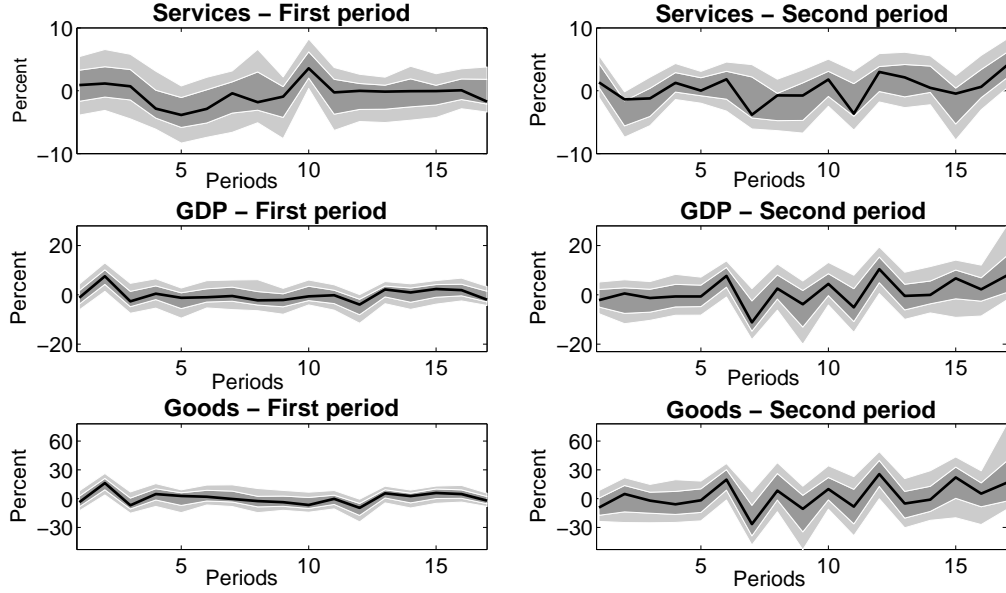 Services – First period
10
0
−10
Percent
5
10
15
Periods
Services – Second period
10
0
−10
Percent
5
10
15
Periods
GDP – First period
20
0
−20
Percent
5
10
15
Periods
GDP – Second period
20
0
−20
Percent
5
10
15
Periods
Goods – First period
60
30
0
−30
Percent
5
10
15
Periods
Goods – Second period
60
30
0
−30
Percent
5
10
15
Periods